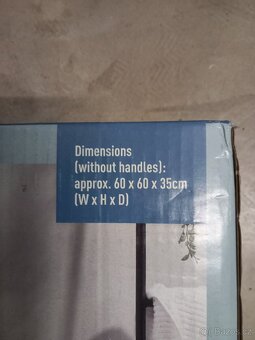 Dimensions
(without handles):
approx. 60 x 60 x 35cm
(W x H x D)